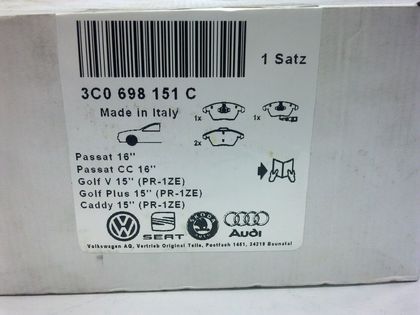 1 Satz
3C0 698 151 C
Made in Italy
1x
1x
2x
Passat 16"
Passat CC 16"
Golf V 15" (PR-1ZE)
Golf Plus 15" (PR-1ZE)
Caddy 15" (PR-1ZE)
SEAT
Audi
Volkswagen AG, Vertrieb Original Teile, Postfach 1451, 34219 Baunatal